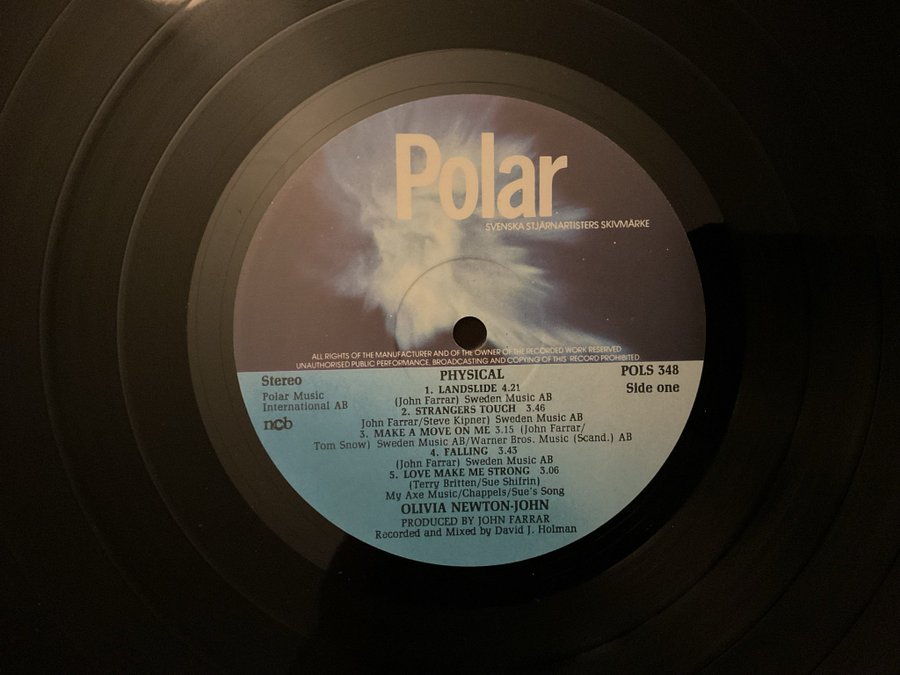 Polar
SVENSKA STJÄRNARTISTERS SKIVMÄRKE
ALL RIGHTS OF THE MANUFACTURER AND OF THE OWNER OF THE RECORDED WORK RESERVED
UNAUTHORISED PUBLIC PERFORMANCE, BROADCASTING AND COPYING OF THIS RECORD PROHIBITED
Stereo
Polar Music
International AB
ncb
PHYSICAL
POLS 348
Side one
1. LANDSLIDE 4.21
(John Farrar) Sweden Music AB
2. STRANGERS TOUCH 3.46
John Farrar/Steve Kipner) Sweden Music AB
3. MAKE A MOVE ON ME 3.15 (John Farrar/
Tom Snow) Sweden Music AB/Warner Bros. Music (Scand.) AB
4. FALLING 3.43
(John Farrar) Sweden Music AB
5. LOVE MAKE ME STRONG 3.06
(Terry Britten/Sue Shifrin)
My Axe Music/Chappels/Sue's Song
OLIVIA NEWTON-JOHN
PRODUCED BY JOHN FARRAR
Recorded and Mixed by David J. Holman